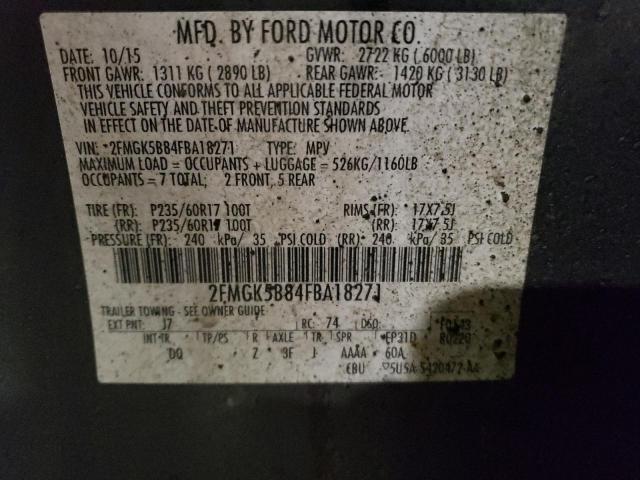 MFD. BY FORD MOTOR CO.
DATE: 10/15 GVWR: 2722 KG ( 6000 LB)
FRONT GAWR: 1311 KG ( 2890 LB) REAR GAWR: 1420 KG ( 3130 LB)
THIS VEHICLE CONFORMS TO ALL APPLICABLE FEDERAL MOTOR
VEHICLE SAFETY AND THEFT PREVENTION STANDARDS
IN EFFECT ON THE DATE OF MANUFACTURE SHOWN ABOVE.
VIN: *2FMGK5B84FBA18271 TYPE: MPV
MAXIMUM LOAD = OCCUPANTS + LUGGAGE = 526KG/1160LB
OCCUPANTS = 7 TOTAL; 2 FRONT, 5 REAR
TIRE (FR): P235/60R17 100T RIMS (FR): 17X7.5J
(RR): P235/60R17 100T (RR): 17X7.5J
PRESSURE (FR): 240 kPa/ 35 PSI COLD (RR): 240 kPa/ 35 PSI COLD
2FMGK5B84FBA18271
TRAILER TOWING - SEE OWNER GUIDE
EXT PNT: J7 RC: 74 DSO:
INT TR. TP/PS R AXLE TR SPR EP31D
DQ Z 3F J AAAA 60A
CBU